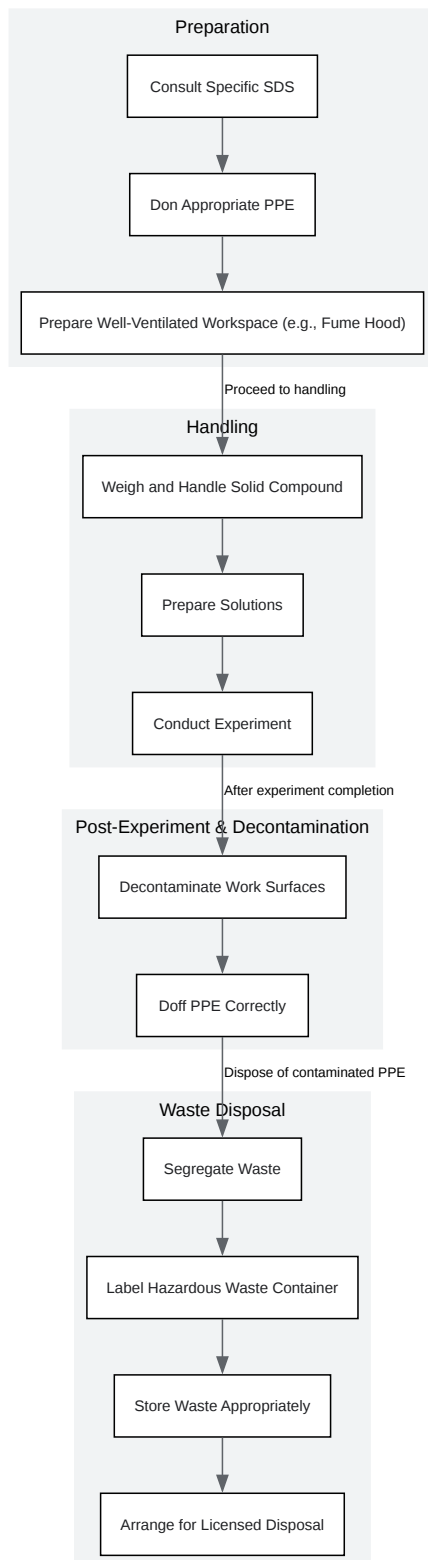 Preparation
Consult Specific SDS
Don Appropriate PPE
Prepare Well-Ventilated Workspace (e.g., Fume Hood)
Proceed to handling
Handling
Weigh and Handle Solid Compound
Prepare Solutions
Conduct Experiment
After experiment completion
Post-Experiment & Decontamination
Decontaminate Work Surfaces
Doff PPE Correctly
Dispose of contaminated PPE
Waste Disposal
Segregate Waste
Label Hazardous Waste Container
Store Waste Appropriately
Arrange for Licensed Disposal